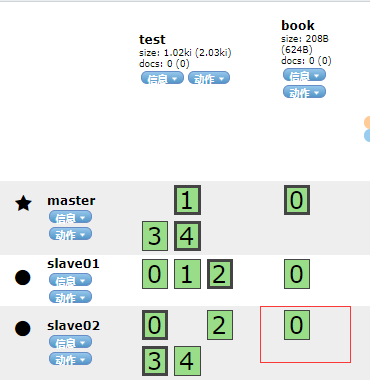 test
size: 1.02ki (2.03ki)
docs: 0 (0)
信息 动作
book
size: 208B
(624B)
docs: 0 (0)
信息
动作
master
信息
动作
1 0
3 4
slave01
信息
动作
0 1 2 0
slave02
信息
动作
0 2 0
3 4